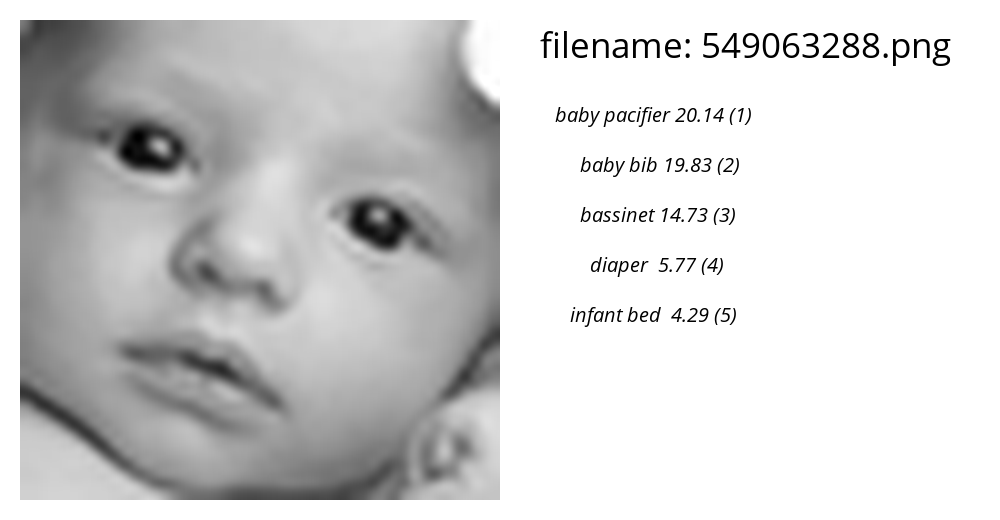 filename: 549063288.png
baby pacifier 20.14 (1)
baby bib 19.83 (2)
bassinet 14.73 (3)
diaper 5.77 (4)
infant bed 4.29 (5)